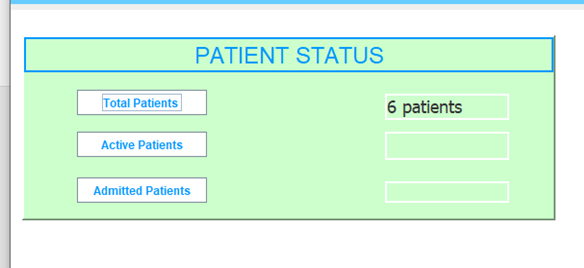 PATIENT STATUS
Total Patients 6 patients
Active Patients
Admitted Patients